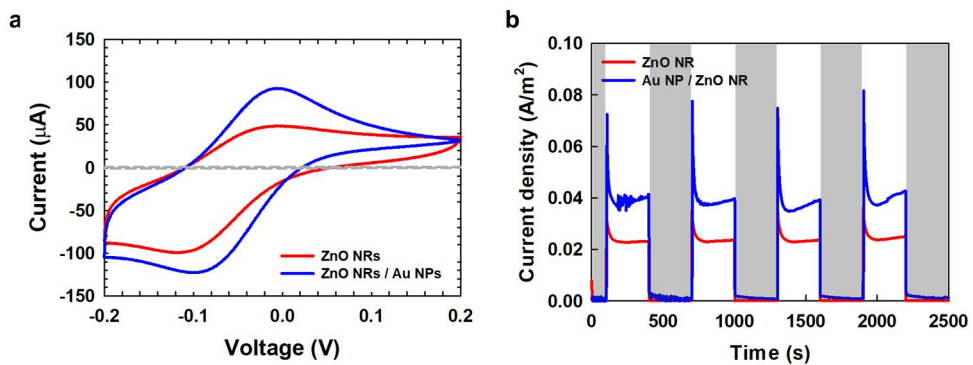 a
150
100
50
0
-50
-100
-150
Current (μA)
ZnO NRs
ZnO NRs / Au NPs
-0.2
-0.1
0.0
0.1
0.2
Voltage (V)
b
0.10
0.08
0.06
0.04
0.02
0.00
Current density (A/m²)
ZnO NR
Au NP / ZnO NR
0
500
1000
1500
2000
2500
Time (s)